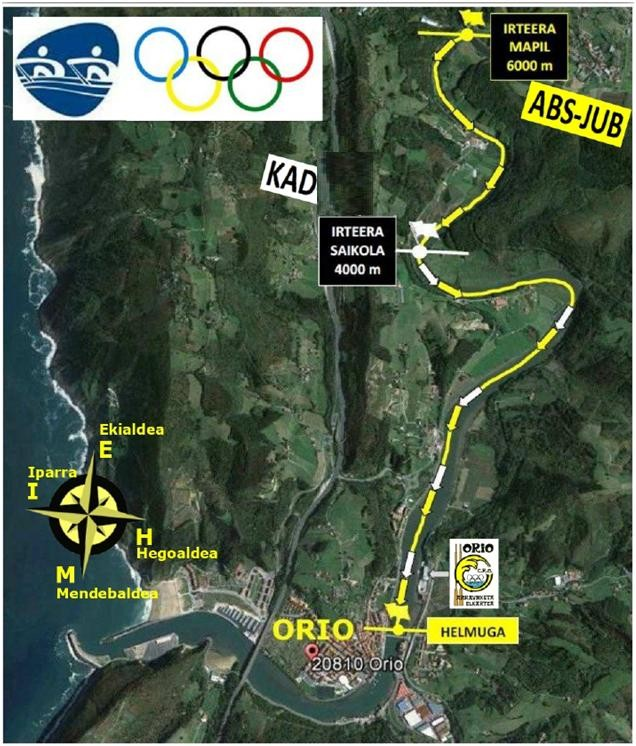 IRTEERA
MAPIL
6000 m
ABS-JUB
KAD
IRTEERA
SAIKOLA
4000 m
Ekialdea
E
Iparra
I
H
Hegoaldea
M
Mendebaldea
ORIO
ORIO
HELMUGA
20810 Orio